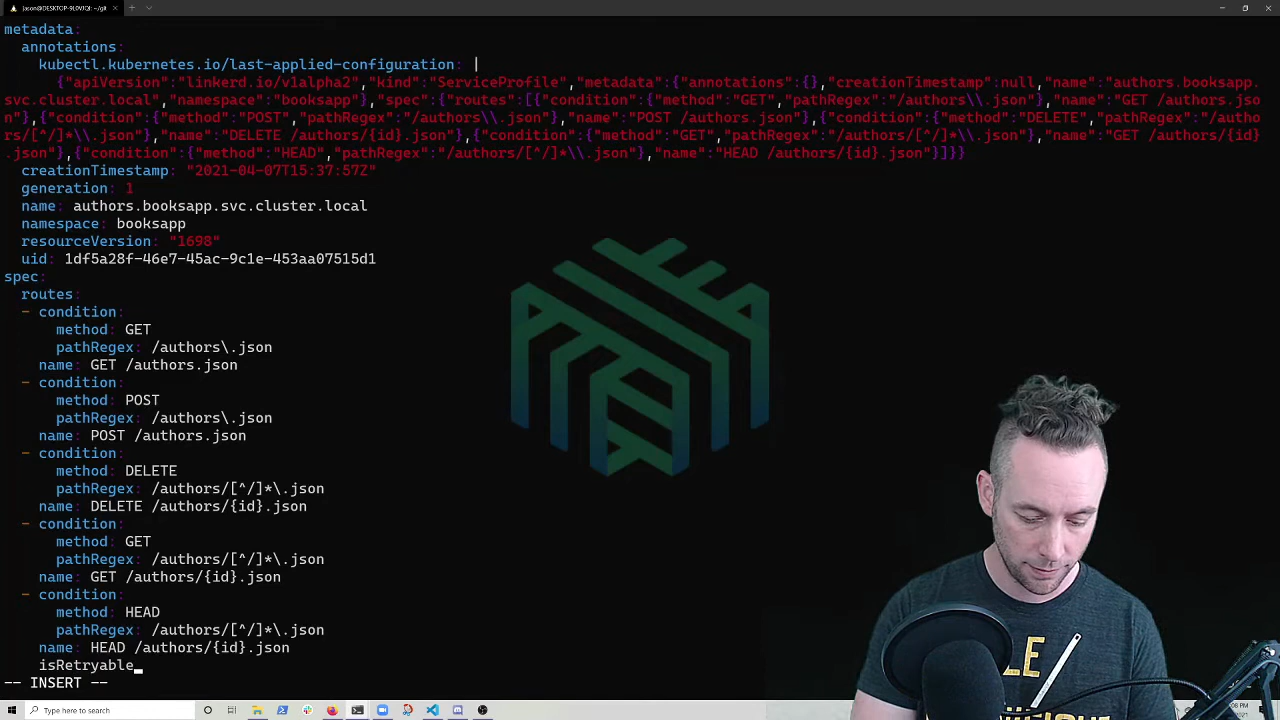 jason@DESKTOP-9L0V1QI: ~/git
metadata:
annotations:
kubectl.kubernetes.io/last-applied-configuration: |
{"apiVersion":"linkerd.io/v1alpha2","kind":"ServiceProfile","metadata":{"annotations":{},"creationTimestamp":null,"name":"authors.booksapp.
svc.cluster.local","namespace":"booksapp"},"spec":{"routes":[{"condition":{"method":"GET","pathRegex":"/authors\\.json"},"name":"GET /authors.jso
n"},{"condition":{"method":"POST","pathRegex":"/authors\\.json"},"name":"POST /authors.json"},{"condition":{"method":"DELETE","pathRegex":"/autho
rs/[^/]*\\.json"},"name":"DELETE /authors/{id}.json"},{"condition":{"method":"GET","pathRegex":"/authors/[^/]*\\.json"},"name":"GET /authors/{id}
.json"},{"condition":{"method":"HEAD","pathRegex":"/authors/[^/]*\\.json"},"name":"HEAD /authors/{id}.json"}]}}
creationTimestamp: "2021-04-07T15:37:57Z"
generation: 1
name: authors.booksapp.svc.cluster.local
namespace: booksapp
resourceVersion: "1698"
uid: 1df5a28f-46e7-45ac-9c1e-453aa07515d1
spec:
routes:
- condition:
method: GET
pathRegex: /authors\.json
name: GET /authors.json
- condition:
method: POST
pathRegex: /authors\.json
name: POST /authors.json
- condition:
method: DELETE
pathRegex: /authors/[^/]*\.json
name: DELETE /authors/{id}.json
- condition:
method: GET
pathRegex: /authors/[^/]*\.json
name: GET /authors/{id}.json
- condition:
method: HEAD
pathRegex: /authors/[^/]*\.json
name: HEAD /authors/{id}.json
isRetryable
-- INSERT --
Type here to search